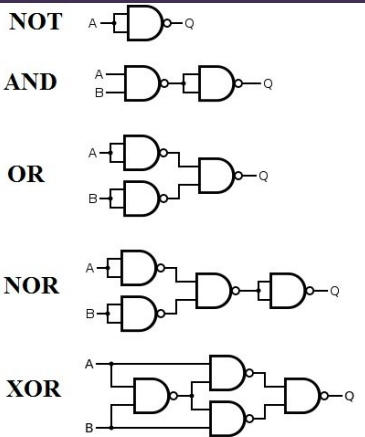 NOT A Q
AND A
B Q
OR A
Q
B
NOR A
Q
B
A
XOR Q
B